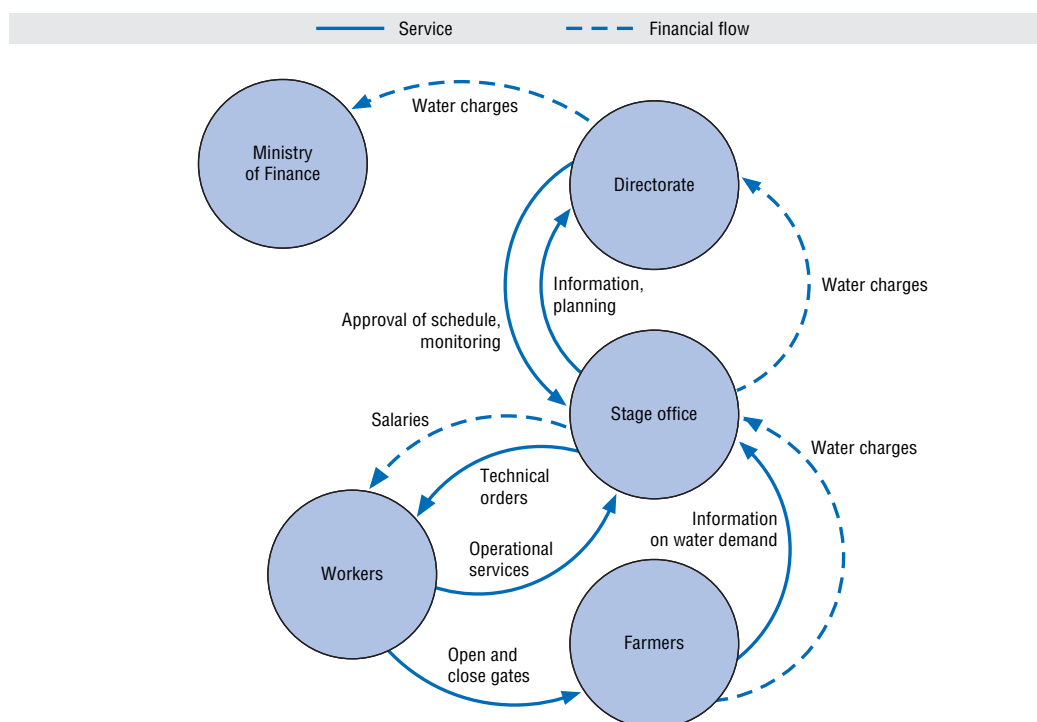 Service
Financial flow
Water charges
Ministry
of Finance
Directorate
Information,
planning
Water charges
Approval of schedule,
monitoring
Salaries
Stage office
Water charges
Technical
orders
Information
on water demand
Operational
services
Workers
Farmers
Open and
close gates